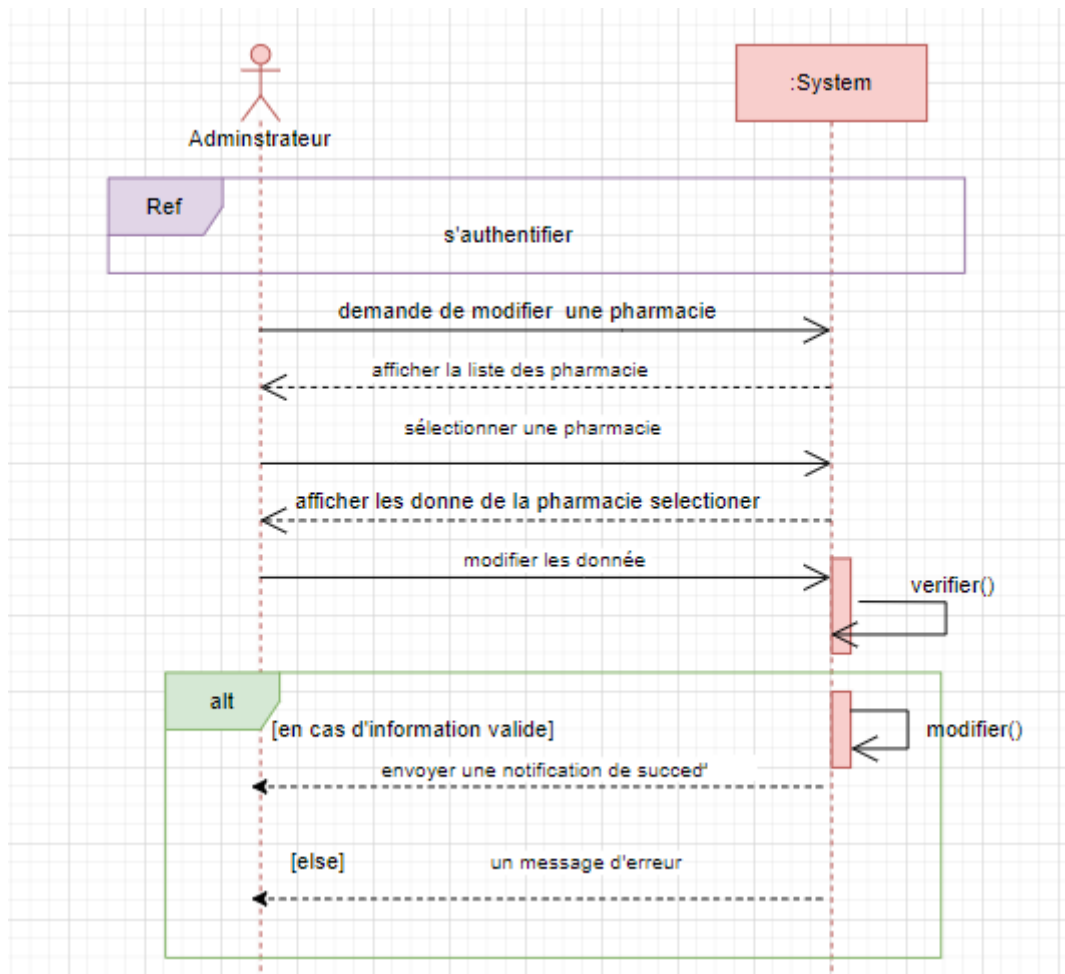 :System
Adminstrateur
Ref
s'authentifier
demande de modifier une pharmacie
afficher la liste des pharmacie
sélectionner une pharmacie
afficher les donne de la pharmacie selectioner
modifier les donnée
verifier()
alt
[en cas d'information valide]
modifier()
envoyer une notification de succed'
[else]
un message d'erreur